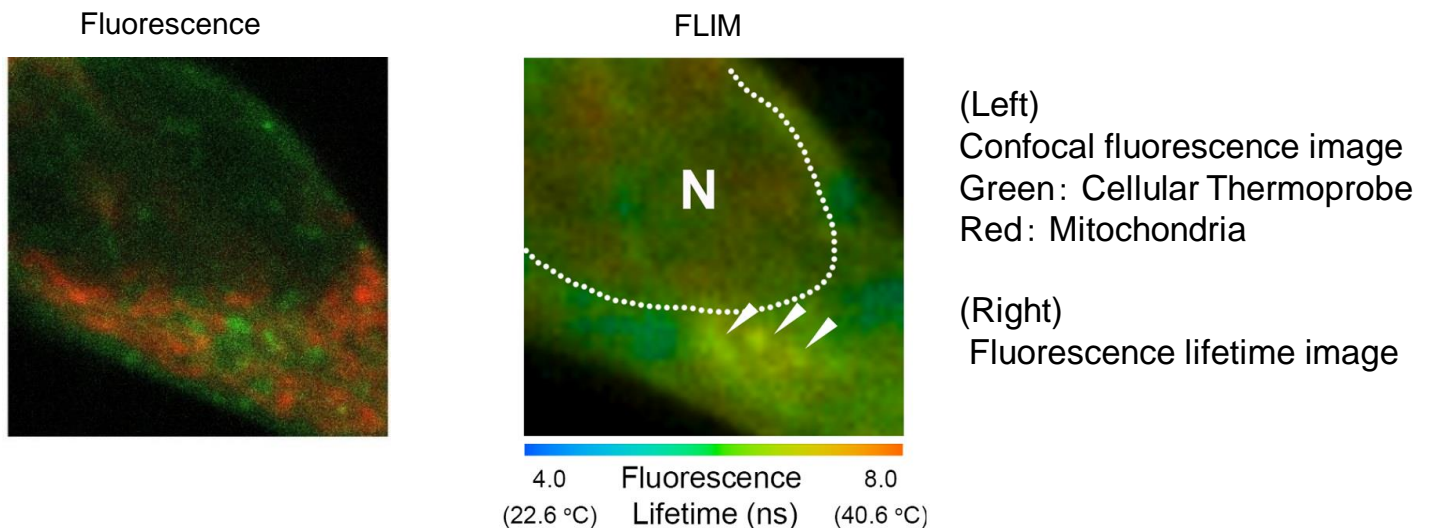 Fluorescence
FLIM
N
4.0 Fluorescence 8.0
(22.6 °C) Lifetime (ns) (40.6 °C)
(Left)
Confocal fluorescence image
Green: Cellular Thermoprobe
Red: Mitochondria
(Right)
Fluorescence lifetime image